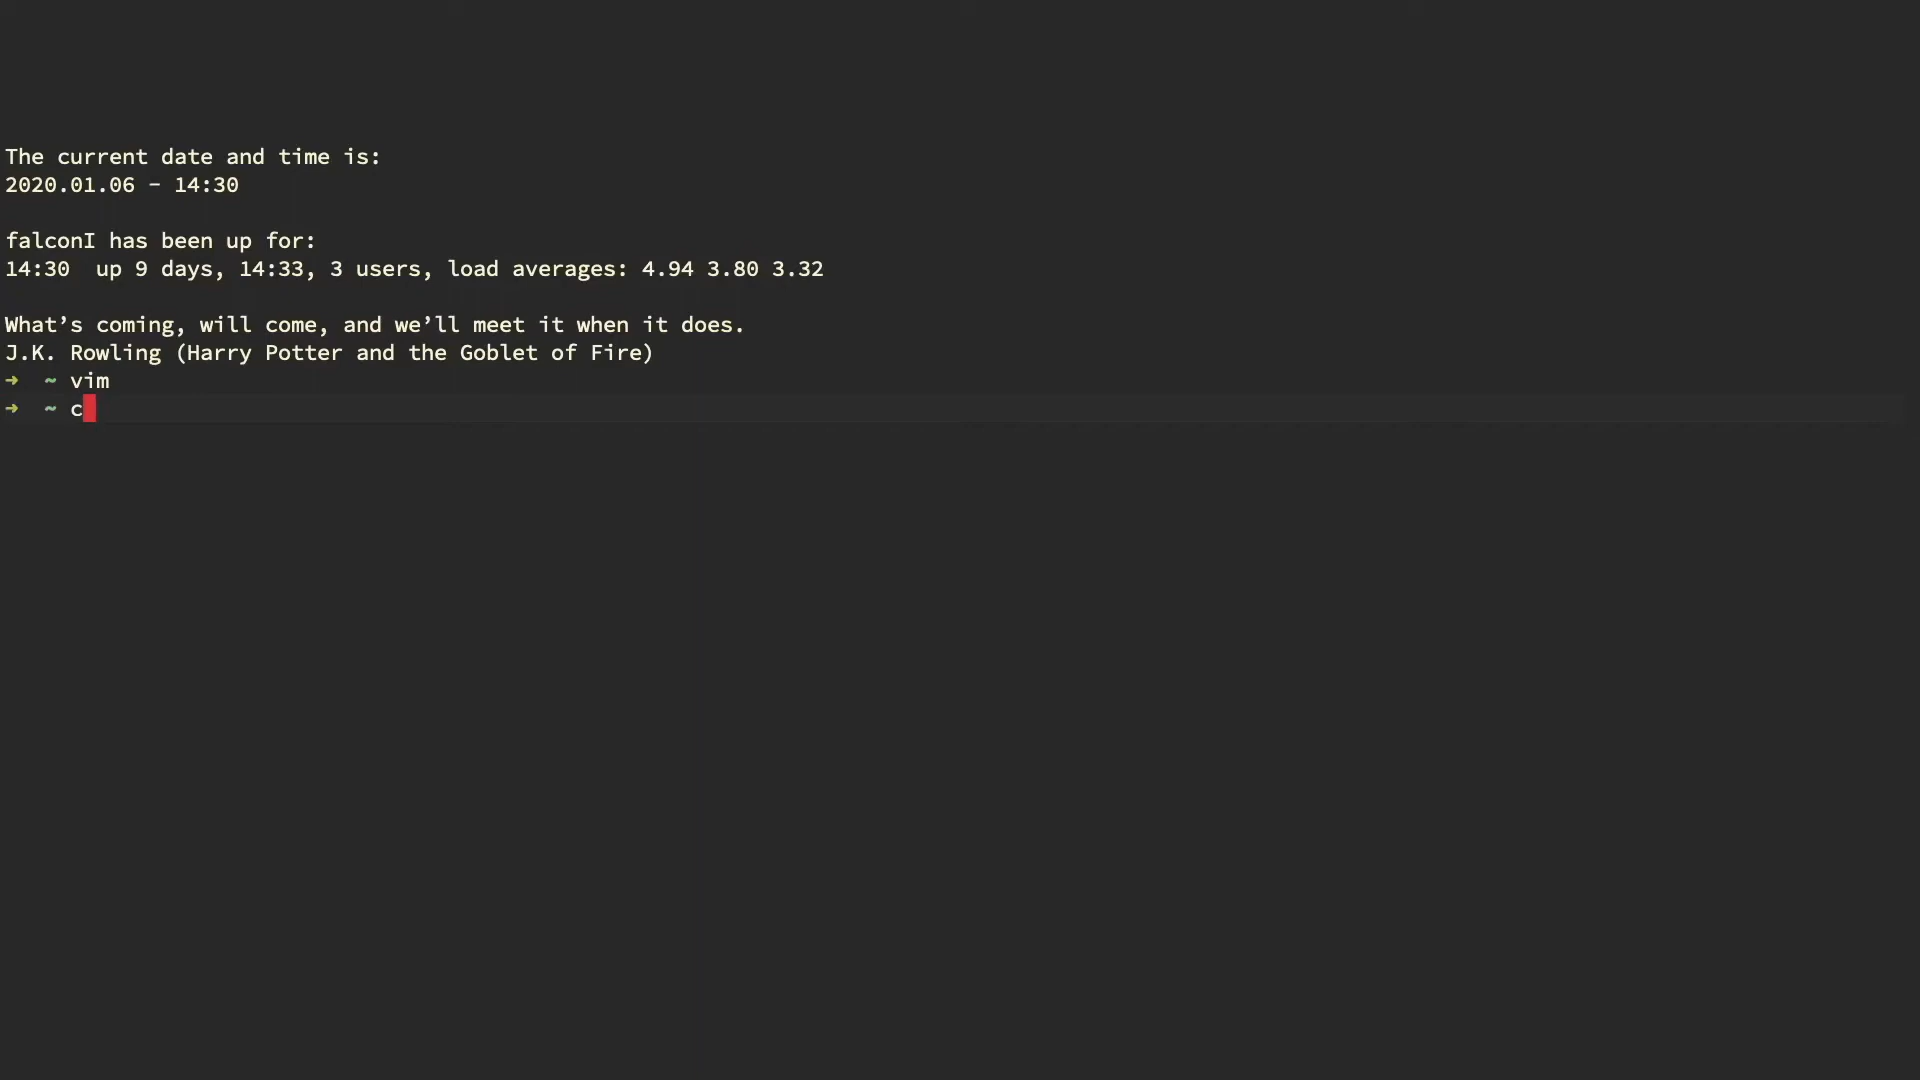 The current date and time is:
2020.01.06 - 14:30
falconI has been up for:
14:30  up 9 days, 14:33, 3 users, load averages: 4.94 3.80 3.32
What’s coming, will come, and we’ll meet it when it does.
J.K. Rowling (Harry Potter and the Goblet of Fire)
➜  ~ vim
➜  ~ c